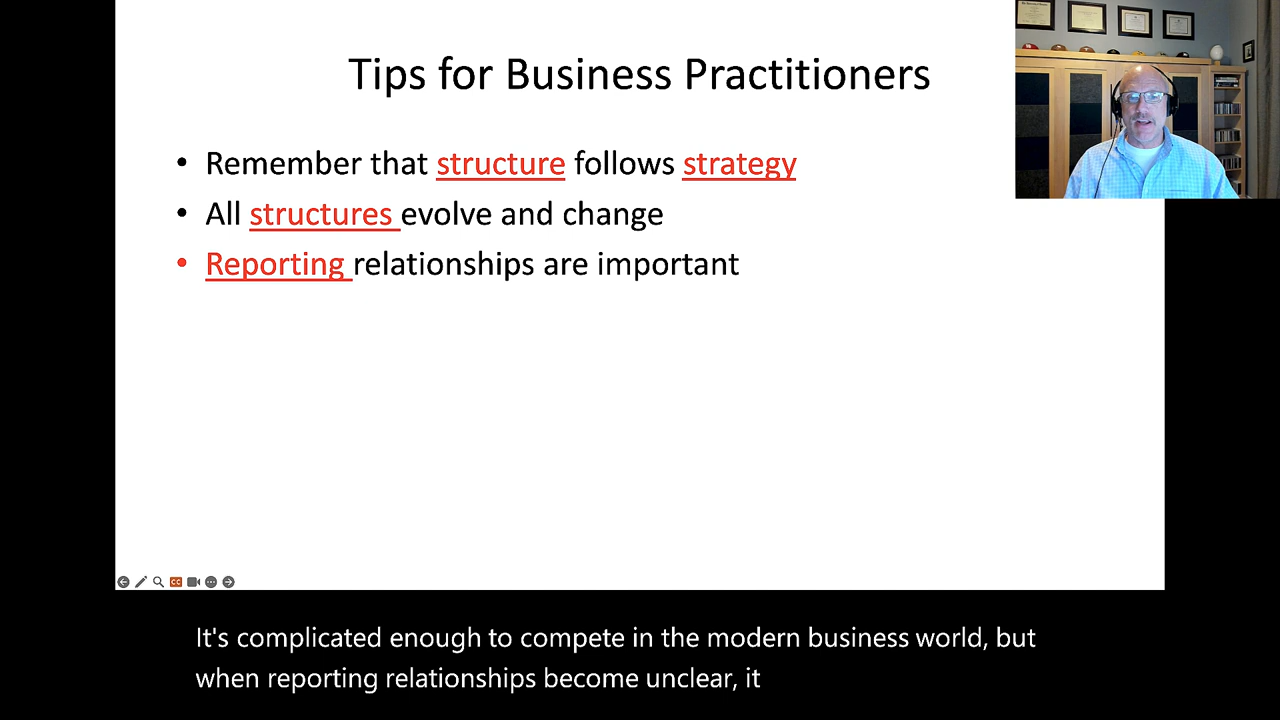 Tips for Business Practitioners
• Remember that structure follows strategy
• All structures evolve and change
• Reporting relationships are important
CC
It's complicated enough to compete in the modern business world, but
when reporting relationships become unclear, it